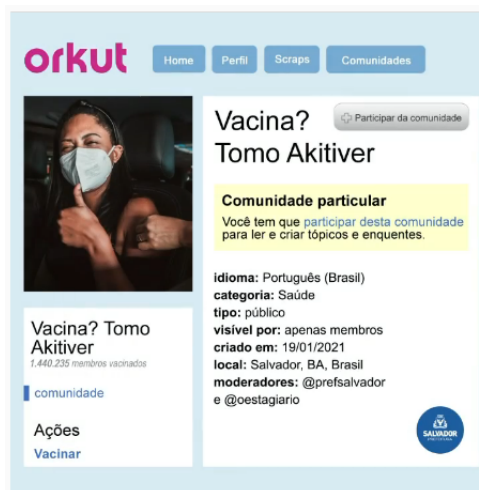 orkut
Home
Perfil
Scraps
Comunidades
Vacina?
Tomo Akitiver
Participar da comunidade
Comunidade particular
Você tem que participar desta comunidade
para ler e criar tópicos e enquentes.
idioma: Português (Brasil)
categoria: Saúde
tipo: público
visível por: apenas membros
criado em: 19/01/2021
local: Salvador, BA, Brasil
moderadores: @prefsalvador
e @oestagiario
Vacina? Tomo
Akitiver
1.440.235 membros vacinados
comunidade
Ações
Vacinar
SALVADOR
PREFEITURA